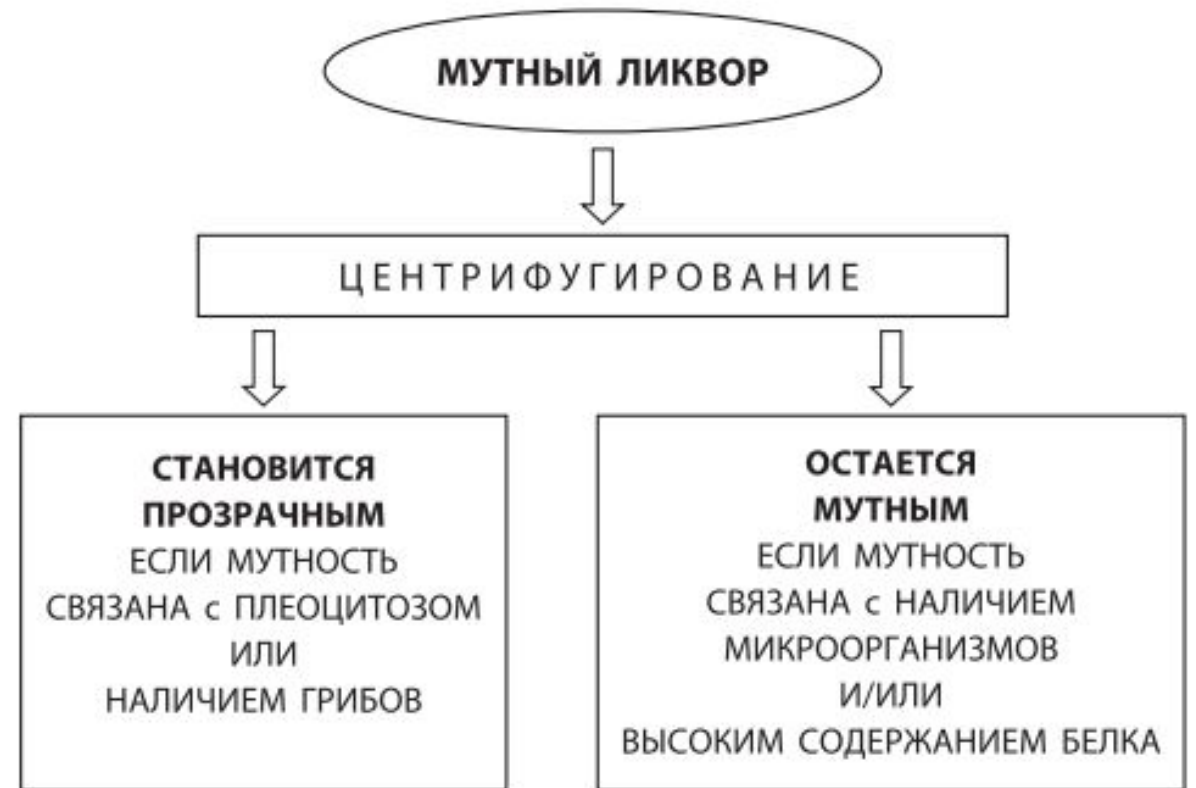 МУТНЫЙ ЛИКВОР
ЦЕНТРИФУГИРОВАНИЕ
СТАНОВИТСЯ
ПРОЗРАЧНЫМ
ЕСЛИ МУТНОСТЬ
СВЯЗАНА с ПЛЕОЦИТОЗОМ
ИЛИ
НАЛИЧИЕМ ГРИБОВ
ОСТАЕТСЯ
МУТНЫМ
ЕСЛИ МУТНОСТЬ
СВЯЗАНА с НАЛИЧИЕМ
МИКРООРГАНИЗМОВ
И/ИЛИ
ВЫСОКИМ СОДЕРЖАНИЕМ БЕЛКА